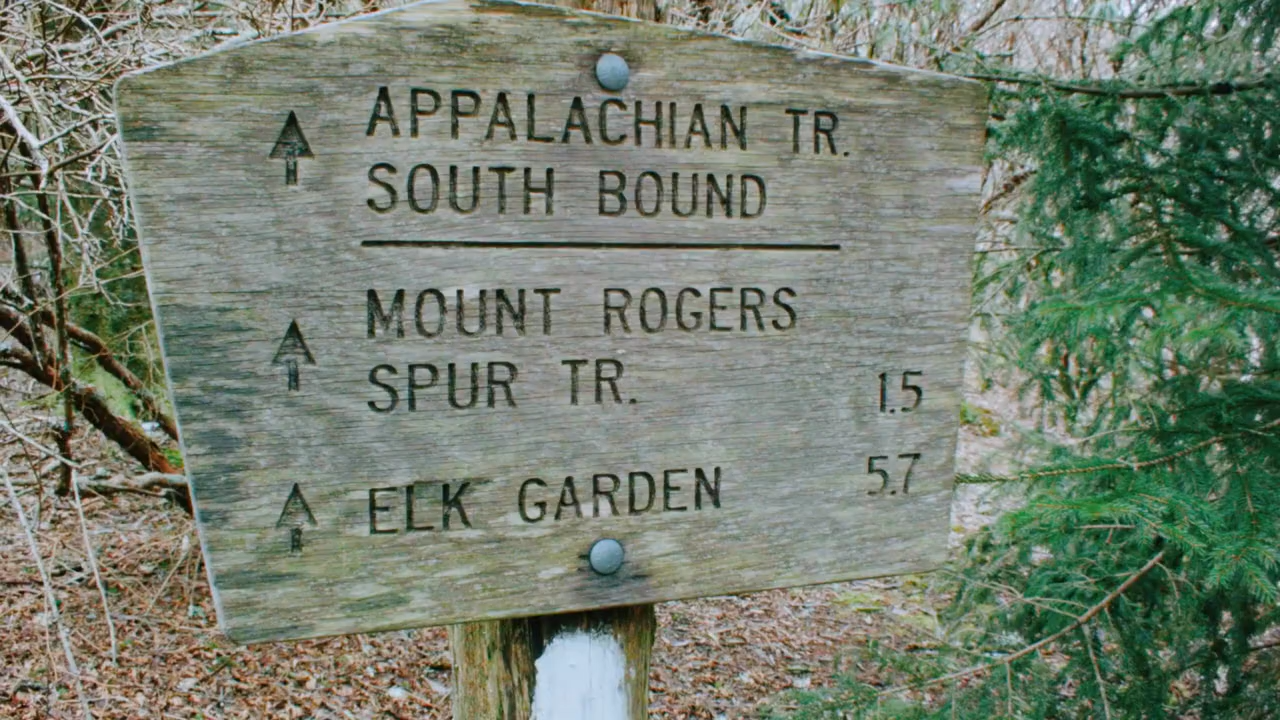 APPALACHIAN TR.
SOUTH BOUND
MOUNT ROGERS
SPUR TR. 1.5
ELK GARDEN 5.7